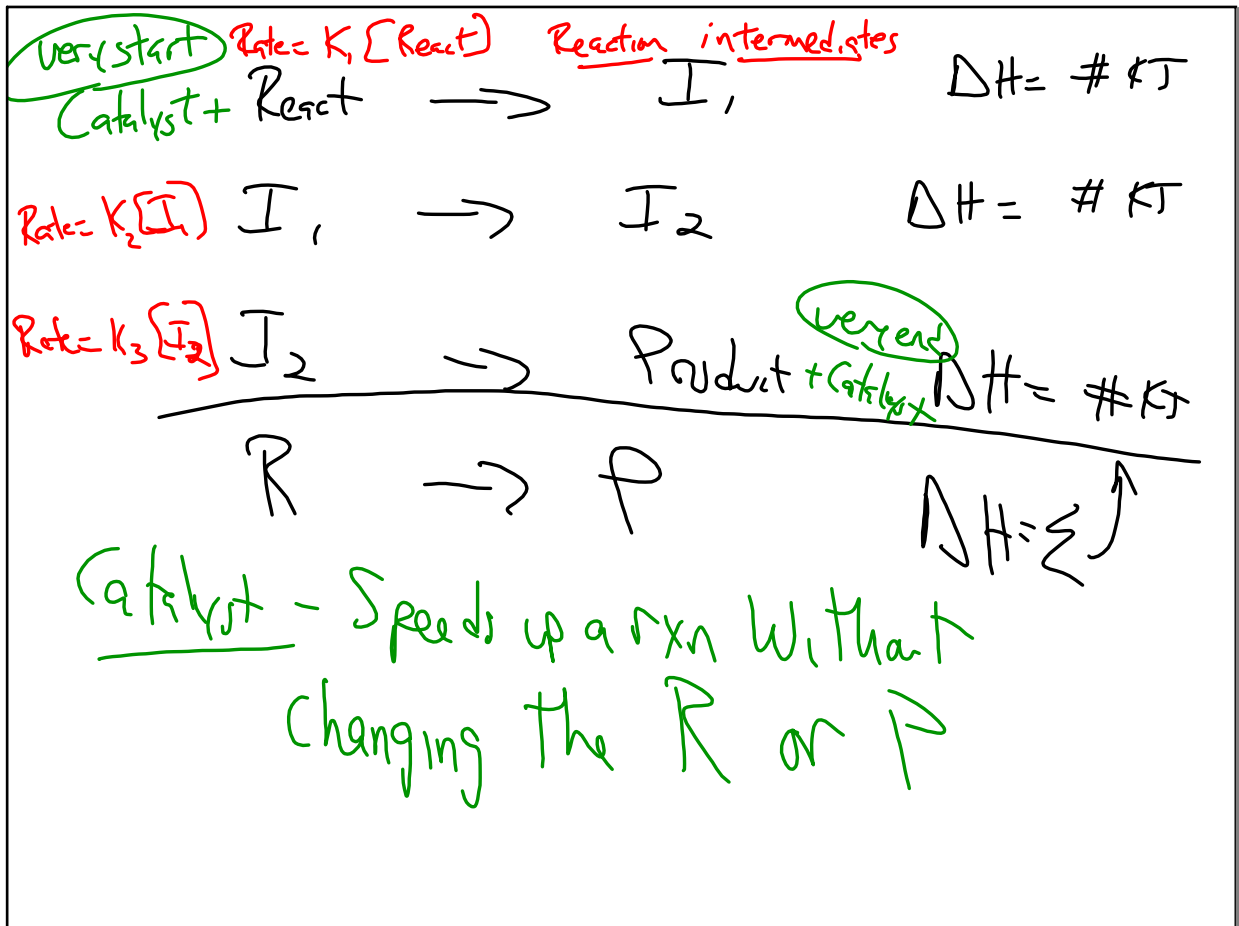 very start Rate= K₁[React] Reaction intermediates
Catalyst + React → I₁ ΔH= # KJ
Rate= K₂[I₁] I₁ → I₂ ΔH= # KJ
Rate= K₃[I₂] I₂ → Product + Catalyst ΔH= # KJ
very end
R → P ΔH= Σ
Catalyst - Speeds up a rxn Without
Changing the R or P